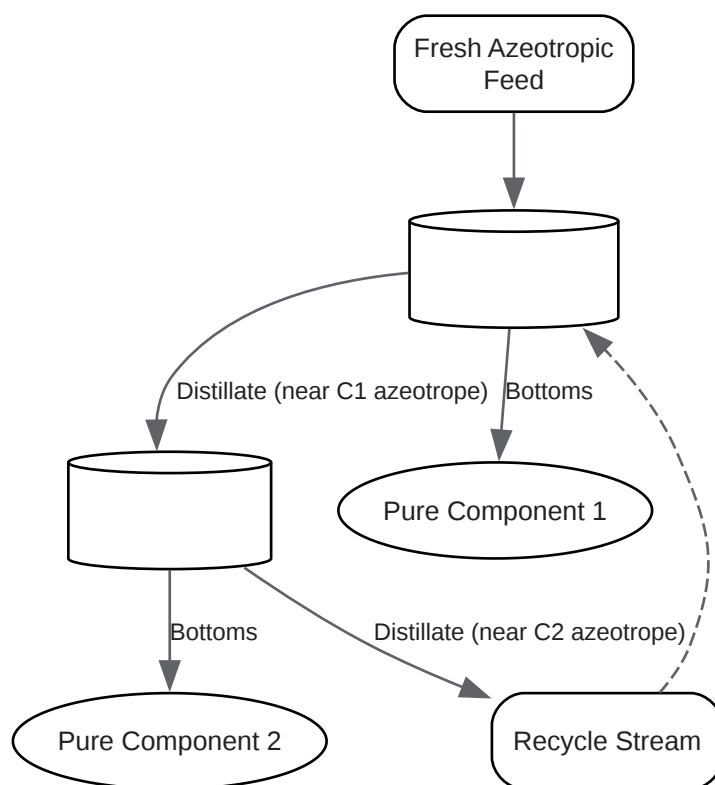 Fresh Azeotropic
Feed
Distillate (near C1 azeotrope)
Bottoms
Pure Component 1
Bottoms
Distillate (near C2 azeotrope)
Pure Component 2
Recycle Stream